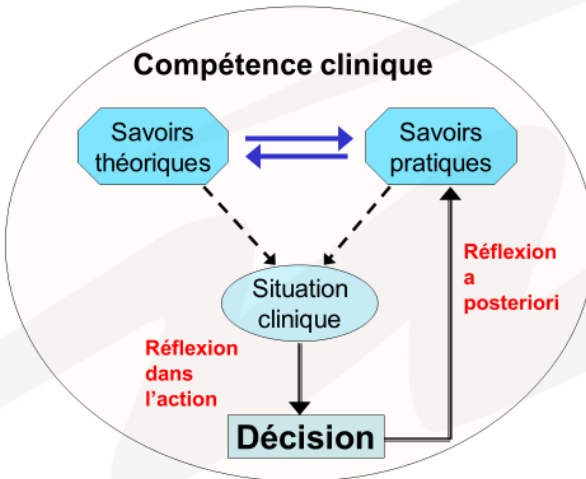 Compétence clinique
Savoirs
théoriques
Savoirs
pratiques
Situation
clinique
Réflexion
a
posteriori
Réflexion
dans
l'action
Décision